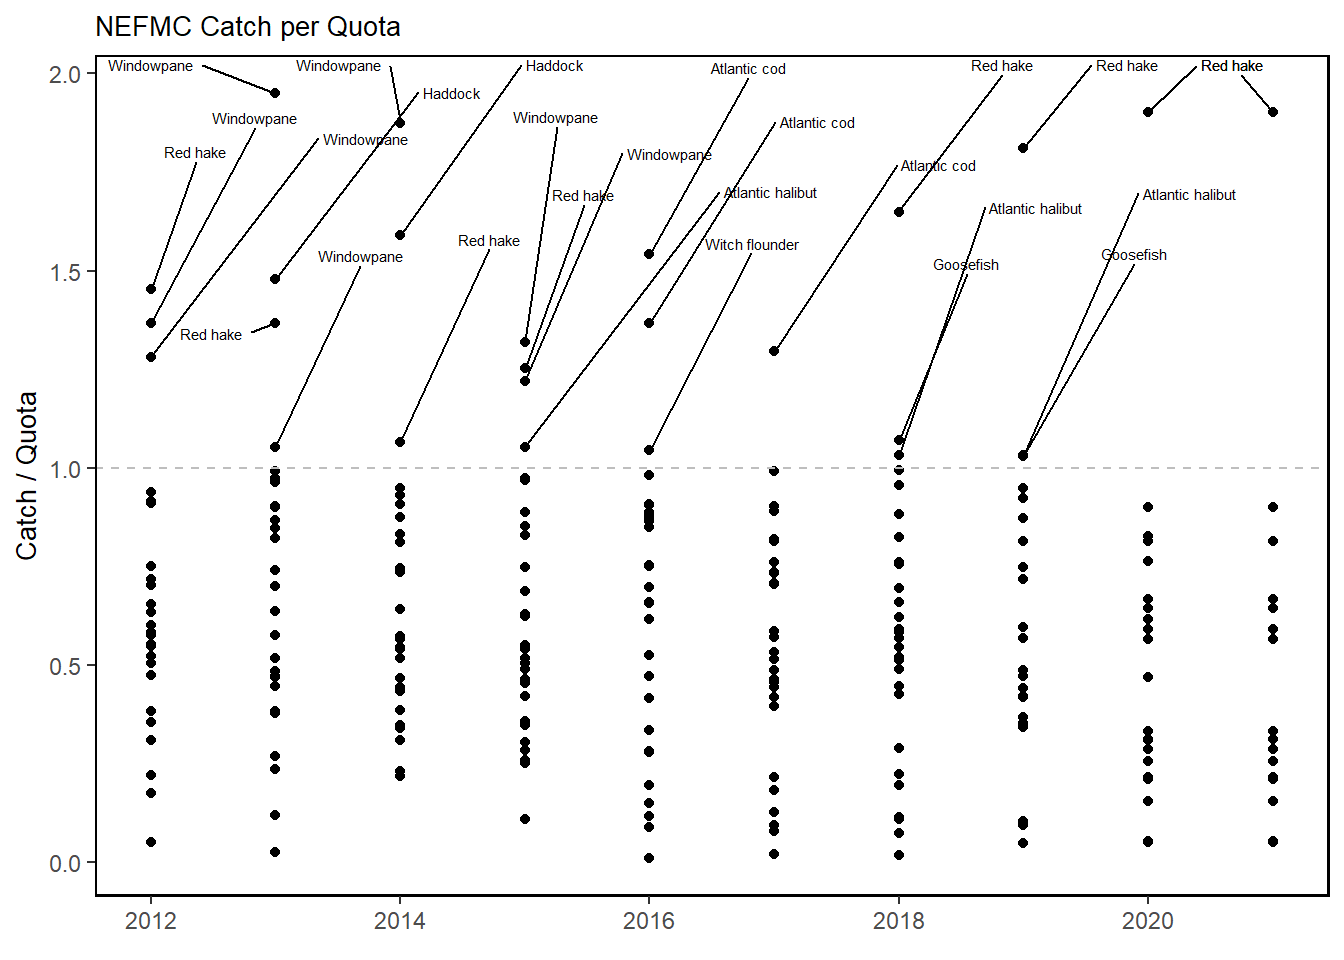 NEFMC Catch per Quota
Catch / Quota
2.0
1.5
1.0
0.5
0.0
Windowpane
Windowpane
Haddock
Atlantic cod
Red hake
Red hake
Red hake
Haddock
Windowpane
Windowpane
Atlantic cod
Windowpane
Red hake
Windowpane
Atlantic cod
Red hake
Atlantic halibut
Atlantic halibut
Atlantic halibut
Red hake
Witch flounder
Windowpane
Goosefish
Goosefish
Red hake
2012
2014
2016
2018
2020